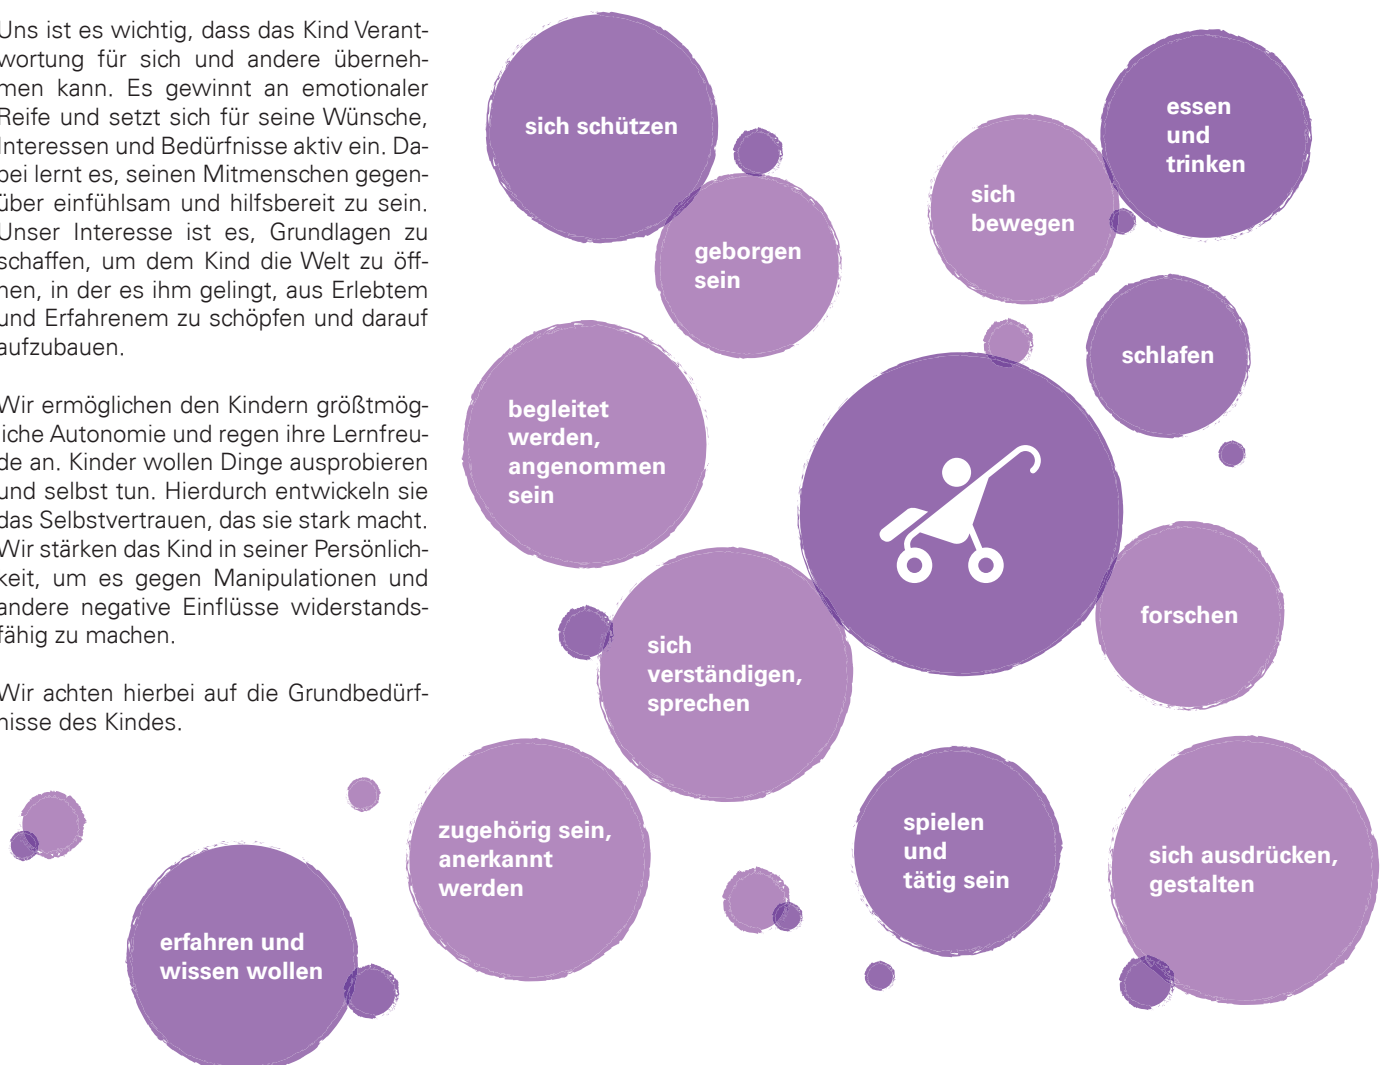 Uns ist es wichtig, dass das Kind Verant-
wortung für sich und andere überneh-
men kann. Es gewinnt an emotionaler
Reife und setzt sich für seine Wünsche,
Interessen und Bedürfnisse aktiv ein. Da-
bei lernt es, seinen Mitmenschen gegen-
über einfühlsam und hilfsbereit zu sein.
Unser Interesse ist es, Grundlagen zu
schaffen, um dem Kind die Welt zu öff-
nen, in der es ihm gelingt, aus Erlebtem
und Erfahrenem zu schöpfen und darauf
aufzubauen.
Wir ermöglichen den Kindern größtmög-
liche Autonomie und regen ihre Lernfreu-
de an. Kinder wollen Dinge ausprobieren
und selbst tun. Hierdurch entwickeln sie
das Selbstvertrauen, das sie stark macht.
Wir stärken das Kind in seiner Persönlich-
keit, um es gegen Manipulationen und
andere negative Einflüsse widerstands-
fähig zu machen.
Wir achten hierbei auf die Grundbedürf-
nisse des Kindes.
sich schützen
geborgen
sein
sich
bewegen
essen
und
trinken
schlafen
begleitet
werden,
angenommen
sein
forschen
sich
verständigen,
sprechen
zugehörig sein,
anerkannt
werden
spielen
und
tätig sein
sich ausdrücken,
gestalten
erfahren und
wissen wollen